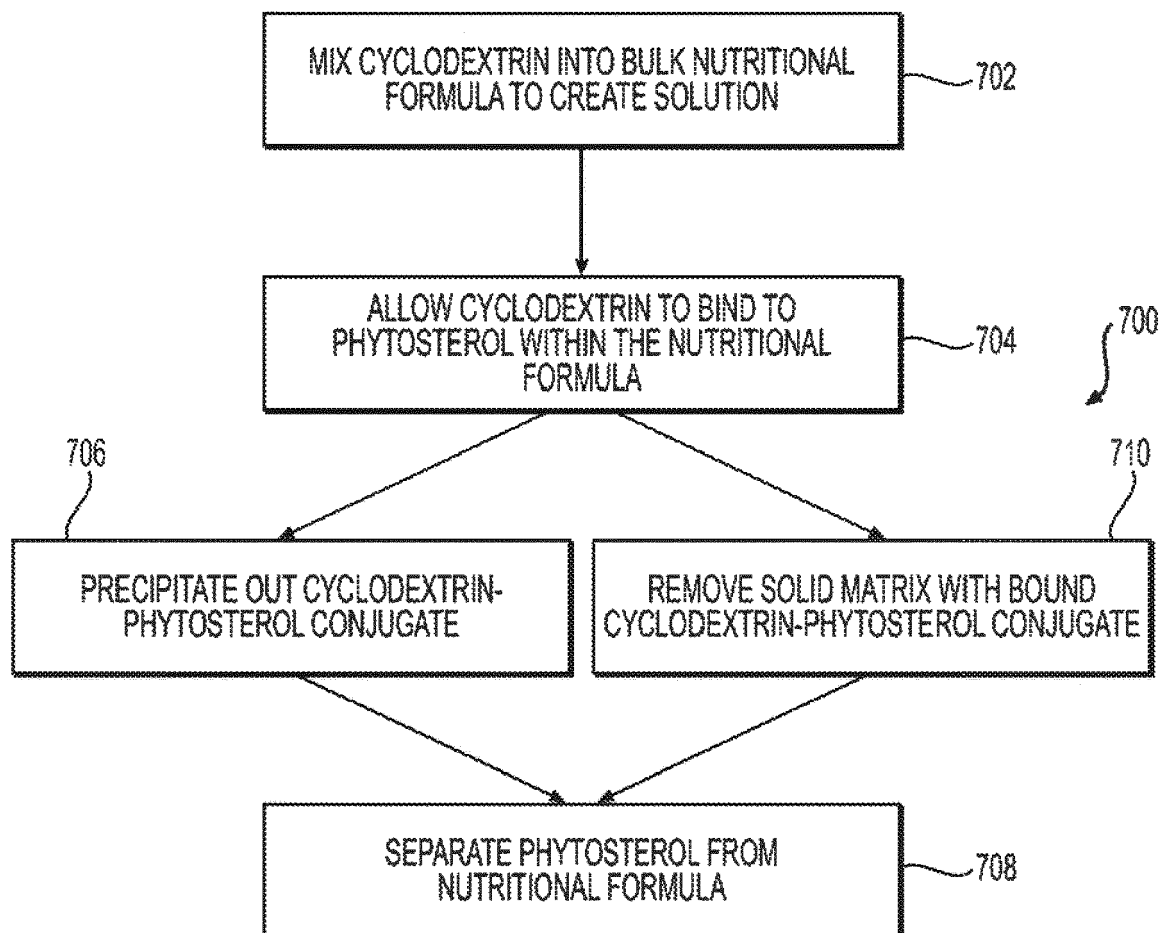 MIX CYCLODEXTRIN INTO BULK NUTRITIONAL
FORMULA TO CREATE SOLUTION
702
ALLOW CYCLODEXTRIN TO BIND TO
PHYTOSTEROL WITHIN THE NUTRITIONAL
FORMULA
704
700
706
710
PRECIPITATE OUT CYCLODEXTRIN-
PHYTOSTEROL CONJUGATE
REMOVE SOLID MATRIX WITH BOUND
CYCLODEXTRIN-PHYTOSTEROL CONJUGATE
SEPARATE PHYTOSTEROL FROM
NUTRITIONAL FORMULA
708